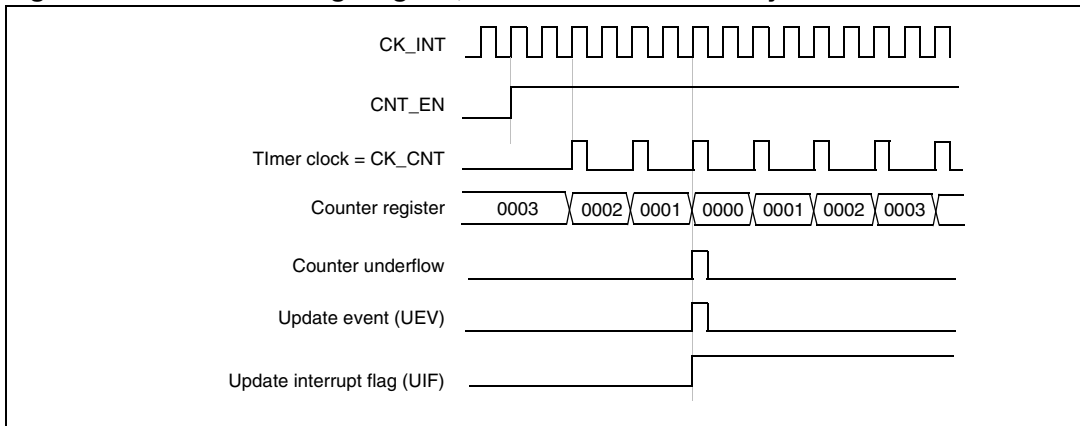 CK_INT
CNT_EN
TImer clock = CK_CNT
Counter register 0003 0002 0001 0000 0001 0002 0003
Counter underflow
Update event (UEV)
Update interrupt flag (UIF)